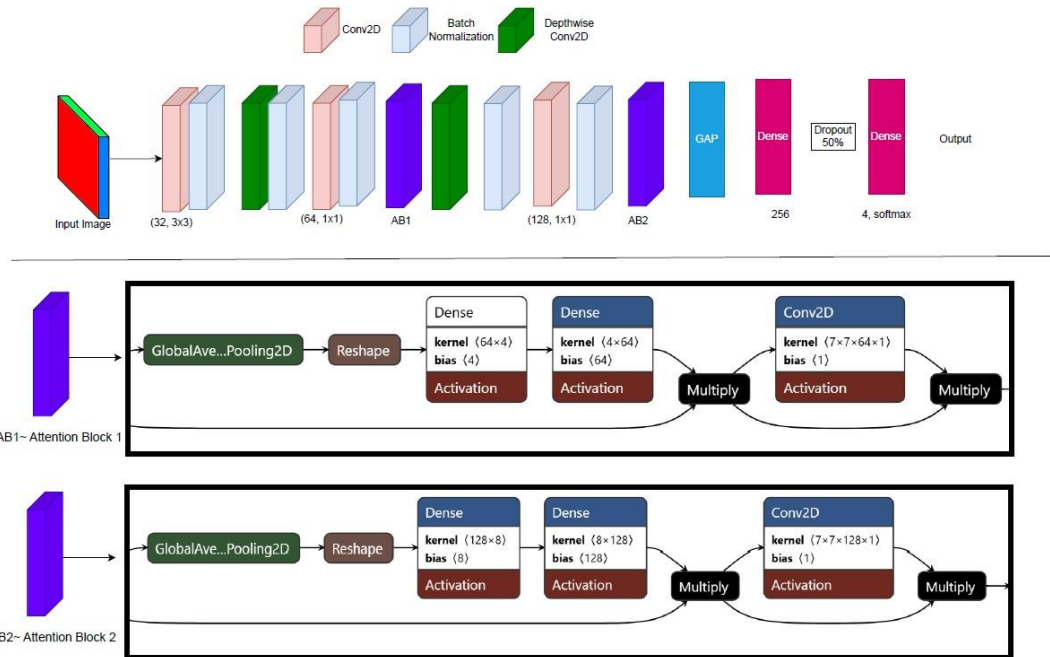 Conv2D
Batch
Normalization
Depthwise
Conv2D
Input Image
(32, 3x3)
(64, 1x1)
AB1
(128, 1x1)
AB2
GAP
Dense
256
Dropout
50%
Dense
4, softmax
Output
AB1~ Attention Block 1
GlobalAve...Pooling2D
Reshape
Dense
kernel ⟨64×4⟩
bias ⟨4⟩
Activation
Dense
kernel ⟨4×64⟩
bias ⟨64⟩
Activation
Multiply
Conv2D
kernel ⟨7×7×64×1⟩
bias ⟨1⟩
Activation
Multiply
B2~ Attention Block 2
GlobalAve...Pooling2D
Reshape
Dense
kernel ⟨128×8⟩
bias ⟨8⟩
Activation
Dense
kernel ⟨8×128⟩
bias ⟨128⟩
Activation
Multiply
Conv2D
kernel ⟨7×7×128×1⟩
bias ⟨1⟩
Activation
Multiply